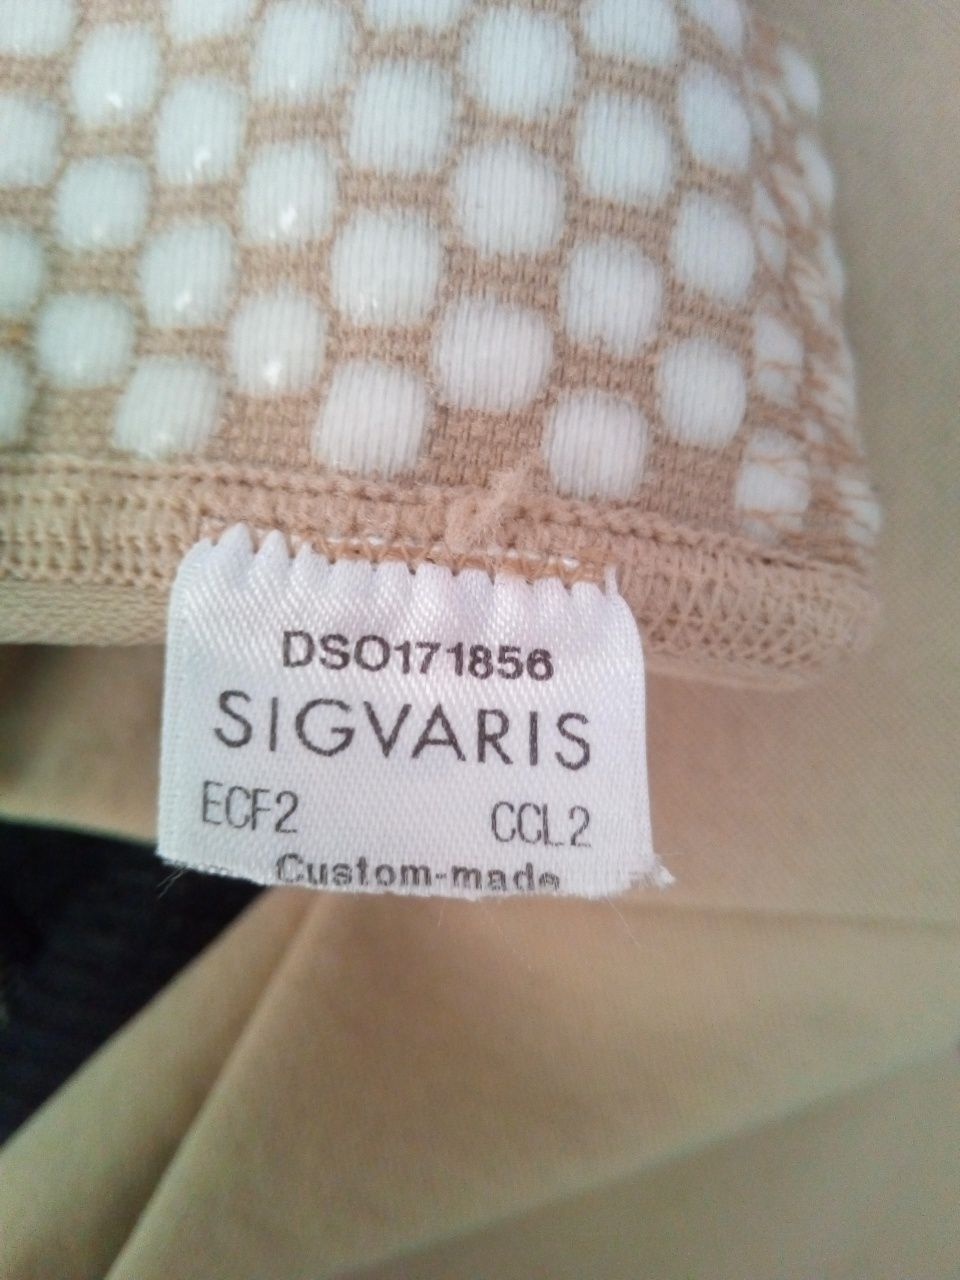 DSO171856
SIGVARIS
ECF2 CCL2
Custom-made